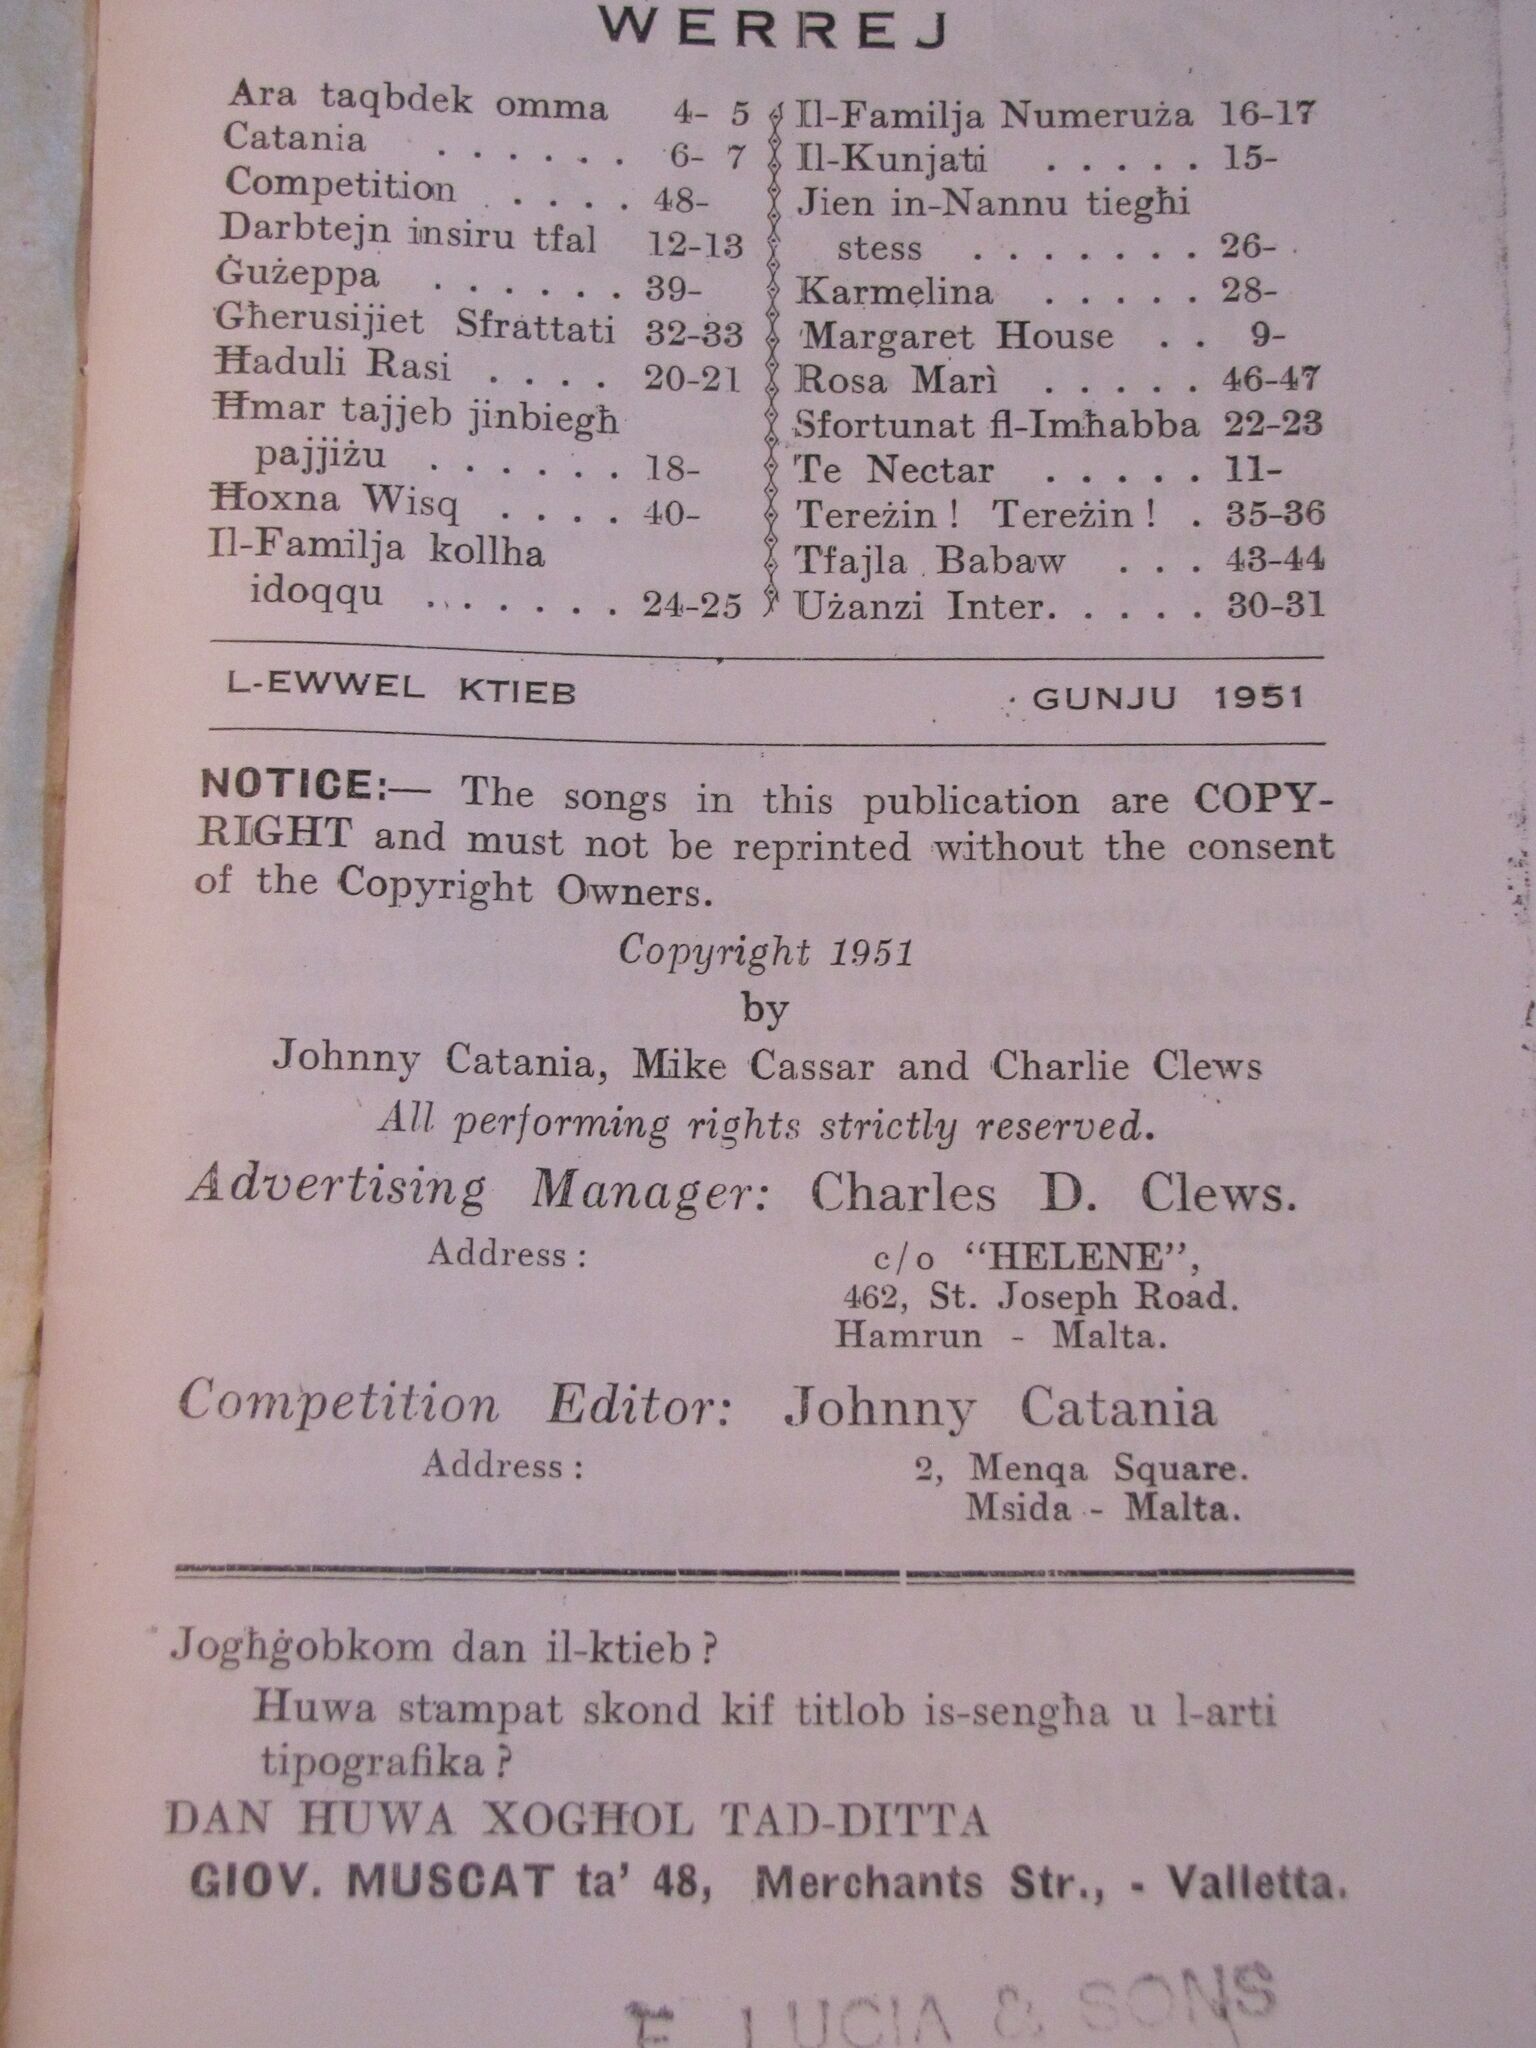 WERREJ
Ara taqbdek omma 4- 5
Catania . . . . . . 6- 7
Competition . . . . 48-
Darbtejn insiru tfal 12-13
Ġużeppa . . . . . . 39-
Għerusijiet Sfrattati 32-33
Ħaduli Rasi . . . . 20-21
Ħmar tajjeb jinbiegħ
pajjiżu . . . . . . 18-
Ħoxna Wisq . . . . 40-
Il-Familja kollha
idoqqu . . . . . . 24-25
Il-Familja Numeruża 16-17
Il-Kunjati . . . . . 15-
Jien in-Nannu tiegħi
stess . . . . . . . 26-
Karmelina . . . . . 28-
Margaret House . . 9-
Rosa Marì . . . . . 46-47
Sfortunat fl-Imħabba 22-23
Te Nectar . . . . . 11-
Tereżin ! Tereżin ! . 35-36
Tfajla Babaw . . . 43-44
Użanzi Inter. . . . . 30-31
L-EWWEL KTIEB GUNJU 1951
NOTICE:— The songs in this publication are COPY-
RIGHT and must not be reprinted without the consent
of the Copyright Owners.
Copyright 1951
by
Johnny Catania, Mike Cassar and Charlie Clews
All performing rights strictly reserved.
Advertising Manager: Charles D. Clews.
Address : c/o “HELENE”,
462, St. Joseph Road.
Hamrun - Malta.
Competition Editor: Johnny Catania
Address : 2, Menqa Square.
Msida - Malta.
Jogħġobkom dan il-ktieb ?
Huwa stampat skond kif titlob is-sengħa u l-arti
tipografika ?
DAN HUWA XOGĦOL TAD-DITTA
GIOV. MUSCAT ta’ 48, Merchants Str., - Valletta.
E LUCIA & SONS